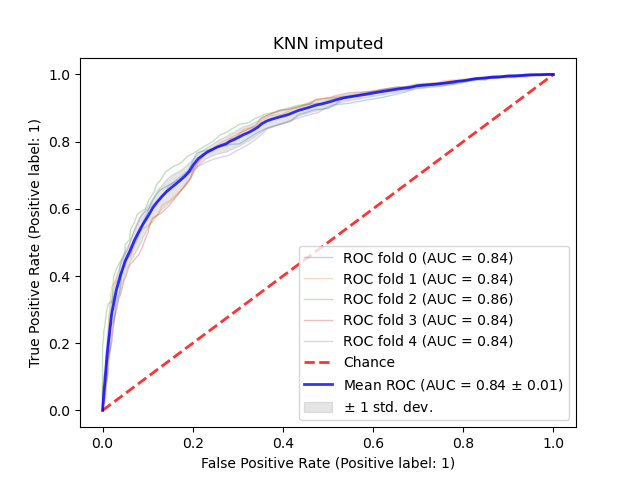 KNN imputed
1.0
0.8
0.6
0.4
0.2
0.0
True Positive Rate (Positive label: 1)
ROC fold 0 (AUC = 0.84)
ROC fold 1 (AUC = 0.84)
ROC fold 2 (AUC = 0.86)
ROC fold 3 (AUC = 0.84)
ROC fold 4 (AUC = 0.84)
Chance
Mean ROC (AUC = 0.84 ± 0.01)
± 1 std. dev.
0.0 0.2 0.4 0.6 0.8 1.0
False Positive Rate (Positive label: 1)